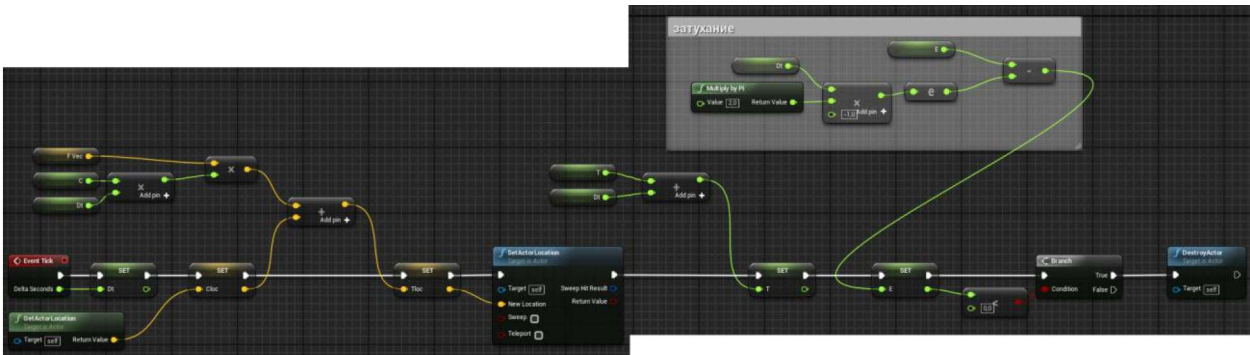 затухание
E
Dt
-
Multiply by Pi
Value 2,0 Return Value
x
-1,0 Add pin +
e
F Vec
C
Dt
x
Add pin +
x
+
Add pin +
T
Dt
+
Add pin +
Event Tick
Delta Seconds
SET
Dt
SET
Cloc
GetActorLocation
Target is Actor
Target self Return Value
SET
Tloc
SetActorLocation
Target is Actor
Target self Sweep Hit Result
New Location Return Value
Sweep
Teleport
SET
T
SET
E
<
0,0
Branch
True
Condition False
DestroyActor
Target is Actor
Target self